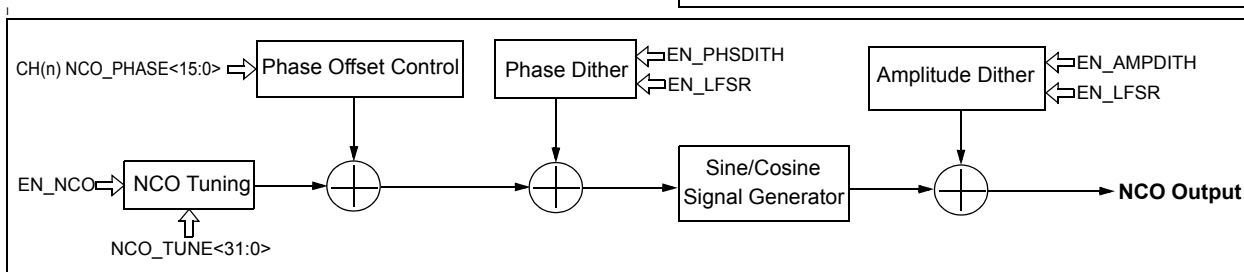 CH(n) NCO_PHASE<15:0>
Phase Offset Control
Phase Dither
EN_PHSDITH
EN_LFSR
Amplitude Dither
EN_AMPDITH
EN_LFSR
EN_NCO
NCO Tuning
NCO_TUNE<31:0>
Sine/Cosine
Signal Generator
NCO Output